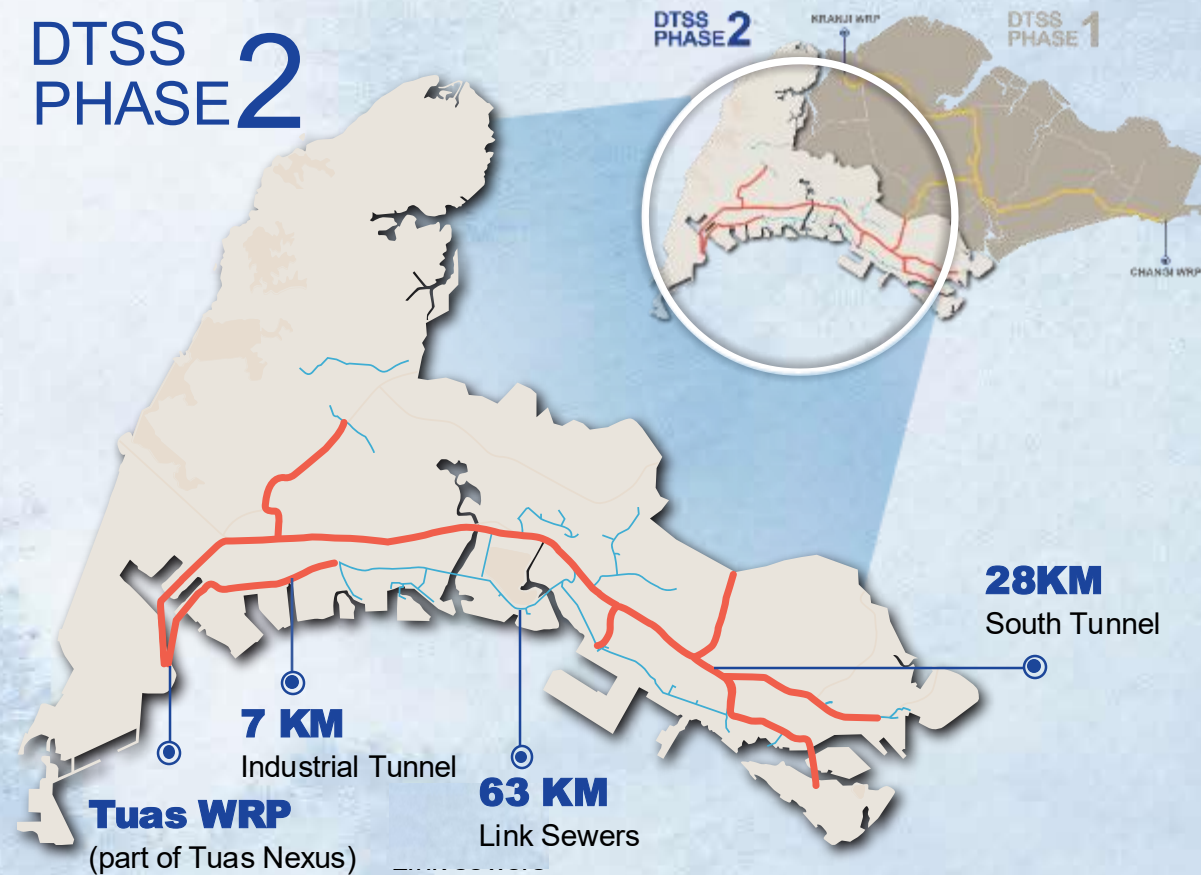 DTSS
PHASE 2
DTSS
PHASE 2
KRANJI WRP
DTSS
PHASE 1
CHANGI WRP
28KM
South Tunnel
7 KM
Industrial Tunnel
63 KM
Link Sewers
Tuas WRP
(part of Tuas Nexus)